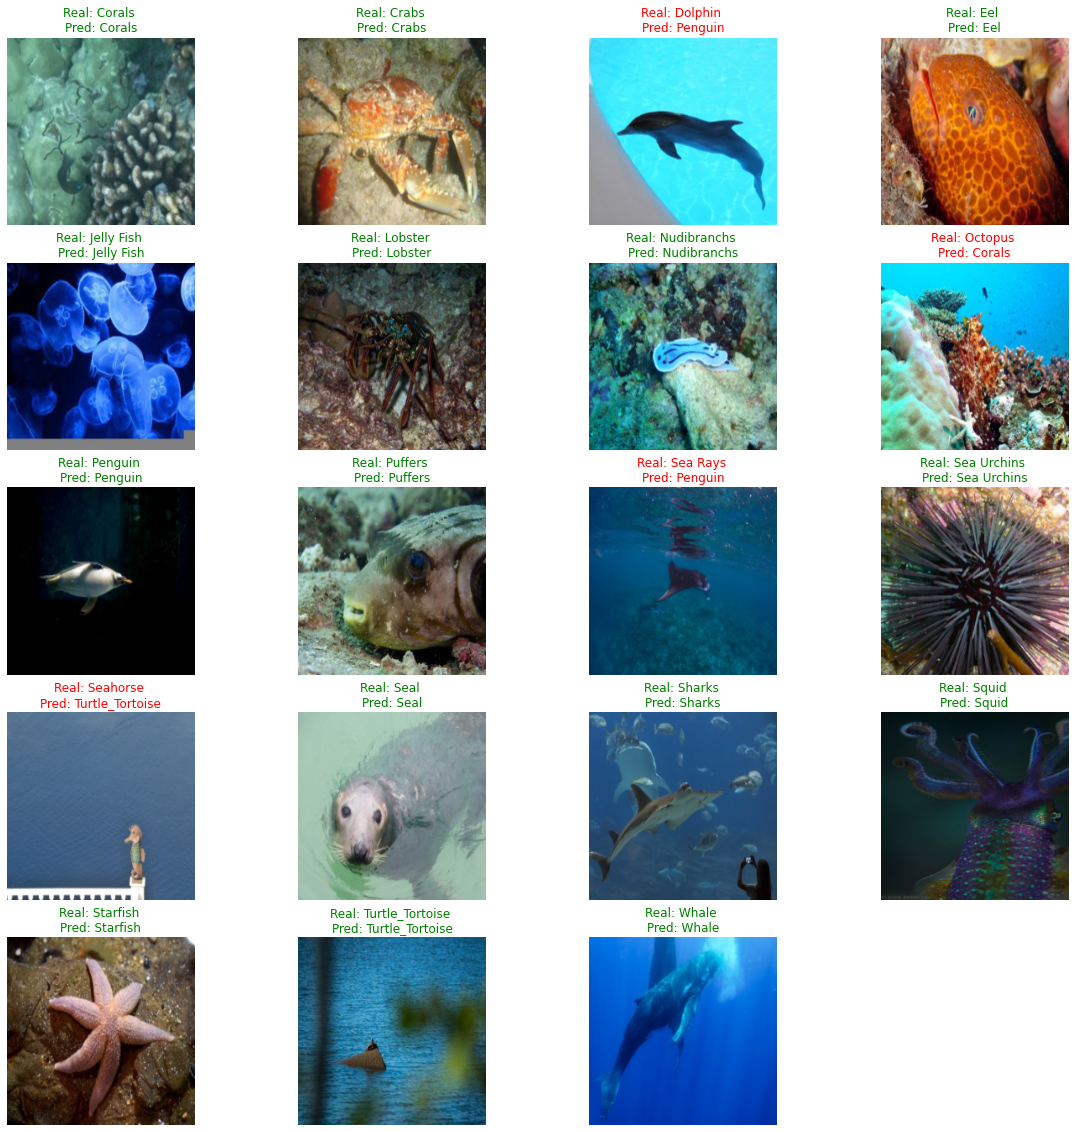 Real: Corals
Pred: Corals
Real: Crabs
Pred: Crabs
Real: Dolphin
Pred: Penguin
Real: Eel
Pred: Eel
Real: Jelly Fish
Pred: Jelly Fish
Real: Lobster
Pred: Lobster
Real: Nudibranchs
Pred: Nudibranchs
Real: Octopus
Pred: Corals
Real: Penguin
Pred: Penguin
Real: Puffers
Pred: Puffers
Real: Sea Rays
Pred: Penguin
Real: Sea Urchins
Pred: Sea Urchins
Real: Seahorse
Pred: Turtle_Tortoise
Real: Seal
Pred: Seal
Real: Sharks
Pred: Sharks
Real: Squid
Pred: Squid
Real: Starfish
Pred: Starfish
Real: Turtle_Tortoise
Pred: Turtle_Tortoise
Real: Whale
Pred: Whale